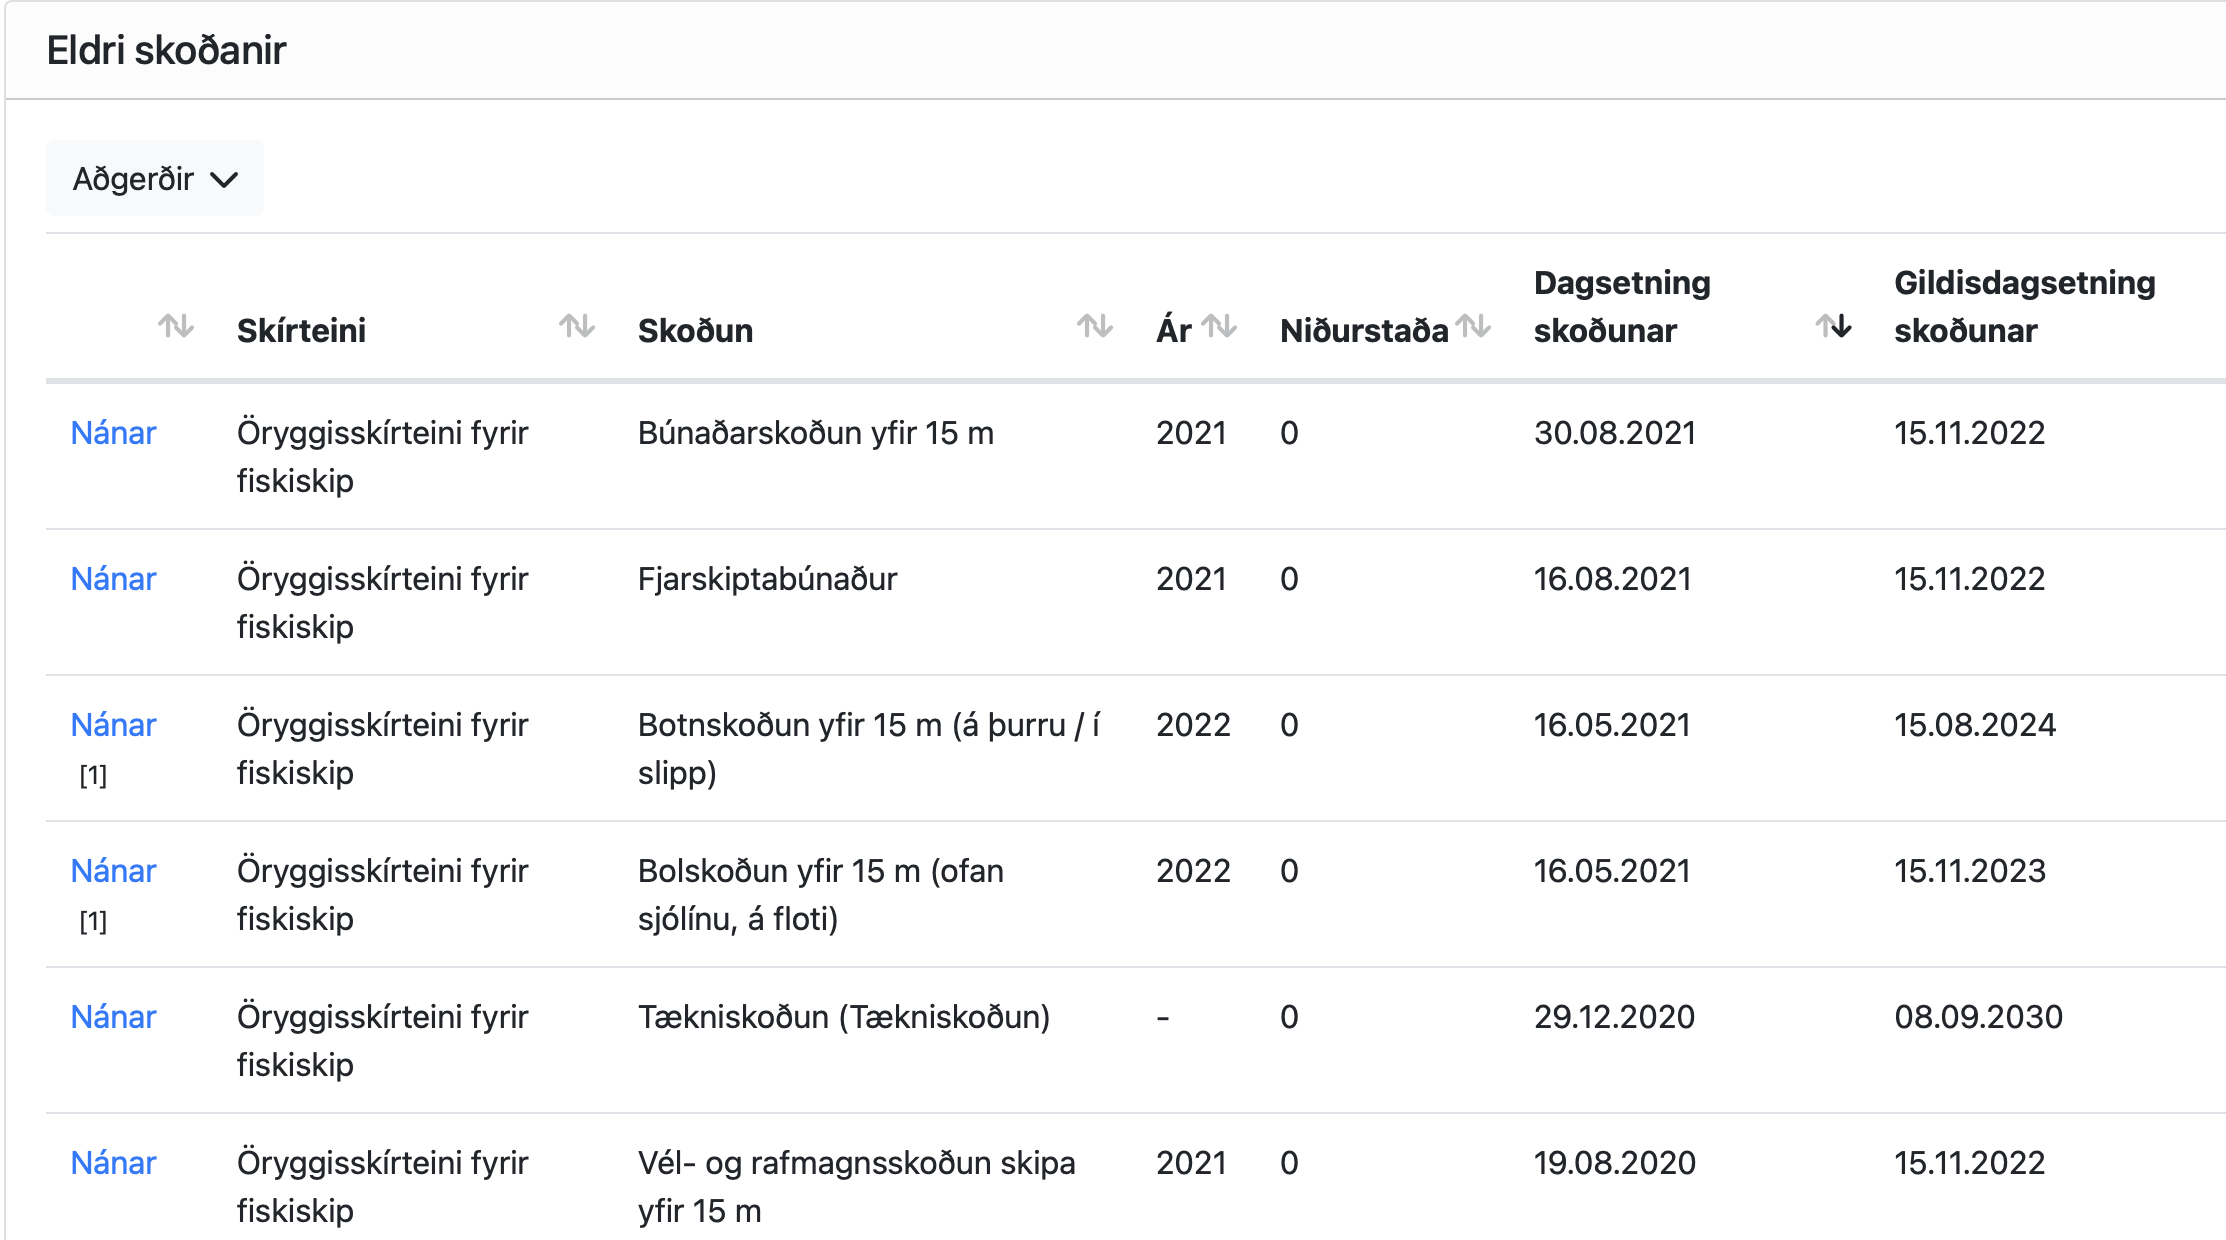 Eldri skoðanir
Aðgerðir
Skírteini Skoðun Ár Niðurstaða Dagsetning skoðunar Gildisdagsetning skoðunar
Nánar Öryggisskírteini fyrir fiskiskip Búnaðarskoðun yfir 15 m 2021 0 30.08.2021 15.11.2022
Nánar Öryggisskírteini fyrir fiskiskip Fjarskiptabúnaður 2021 0 16.08.2021 15.11.2022
Nánar [1] Öryggisskírteini fyrir fiskiskip Botnskoðun yfir 15 m (á þurru / í slipp) 2022 0 16.05.2021 15.08.2024
Nánar [1] Öryggisskírteini fyrir fiskiskip Bolskoðun yfir 15 m (ofan sjólínu, á floti) 2022 0 16.05.2021 15.11.2023
Nánar Öryggisskírteini fyrir fiskiskip Tækniskoðun (Tækniskoðun) - 0 29.12.2020 08.09.2030
Nánar Öryggisskírteini fyrir fiskiskip Vél- og rafmagnsskoðun skipa yfir 15 m 2021 0 19.08.2020 15.11.2022